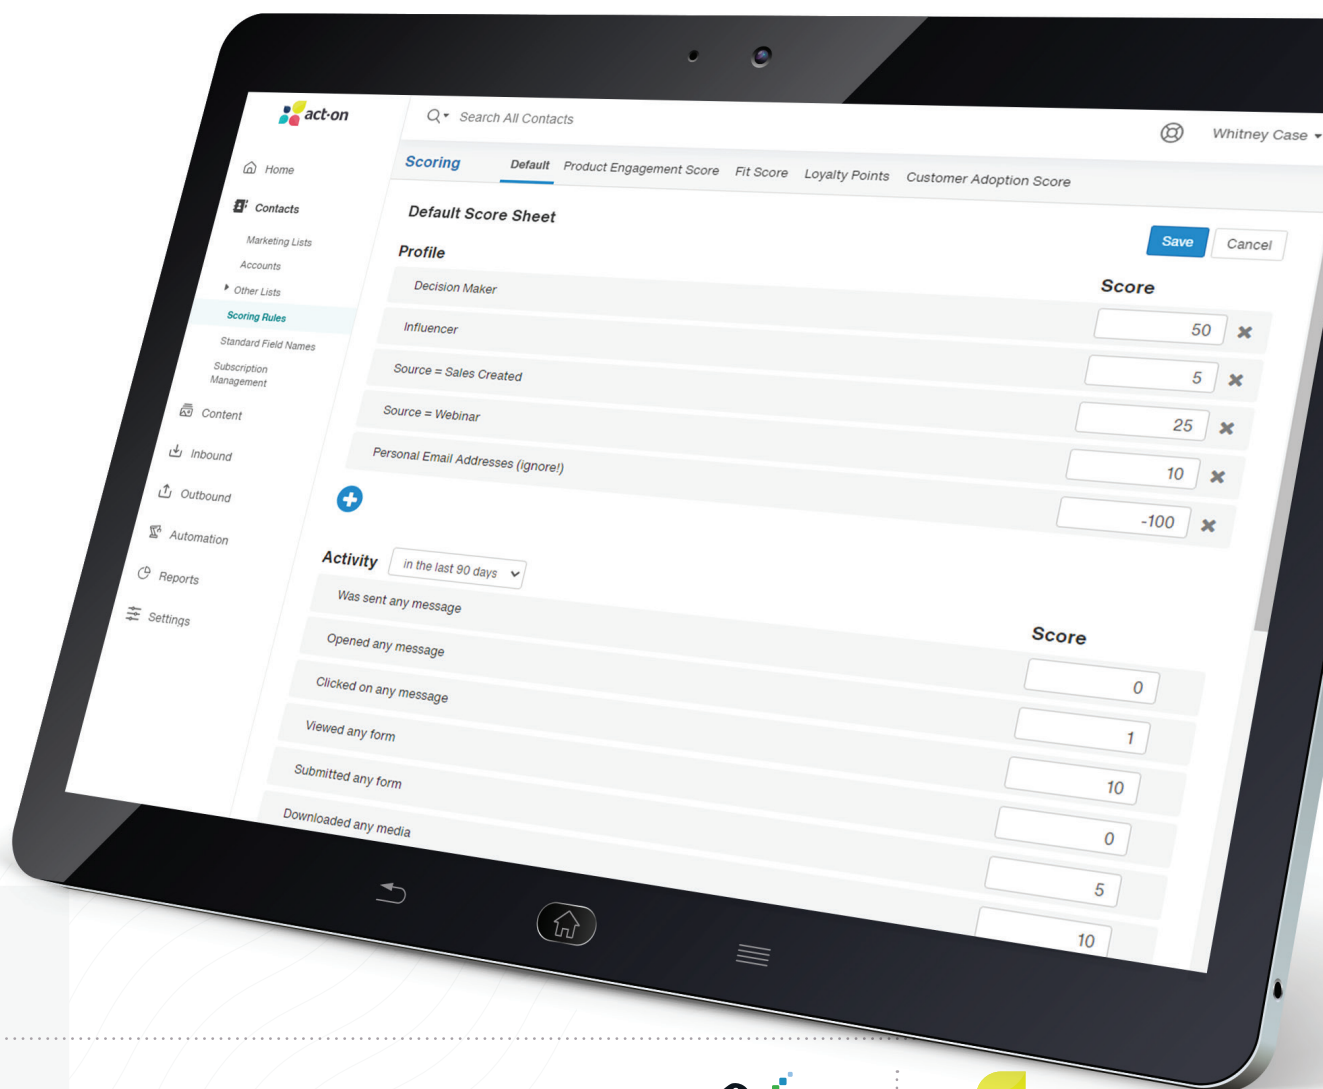 act-on
Search All Contacts
Whitney Case
Home
Contacts
Marketing Lists
Accounts
Other Lists
Scoring Rules
Standard Field Names
Subscription
Management
Content
Inbound
Outbound
Automation
Reports
Settings
Scoring Default Product Engagement Score Fit Score Loyalty Points Customer Adoption Score
Default Score Sheet
Save Cancel
Profile Score
Decision Maker 50
Influencer 5
Source = Sales Created 25
Source = Webinar 10
Personal Email Addresses (ignore!) -100
Activity in the last 90 days Score
Was sent any message 0
Opened any message 1
Clicked on any message 10
Viewed any form 0
Submitted any form 5
Downloaded any media 10